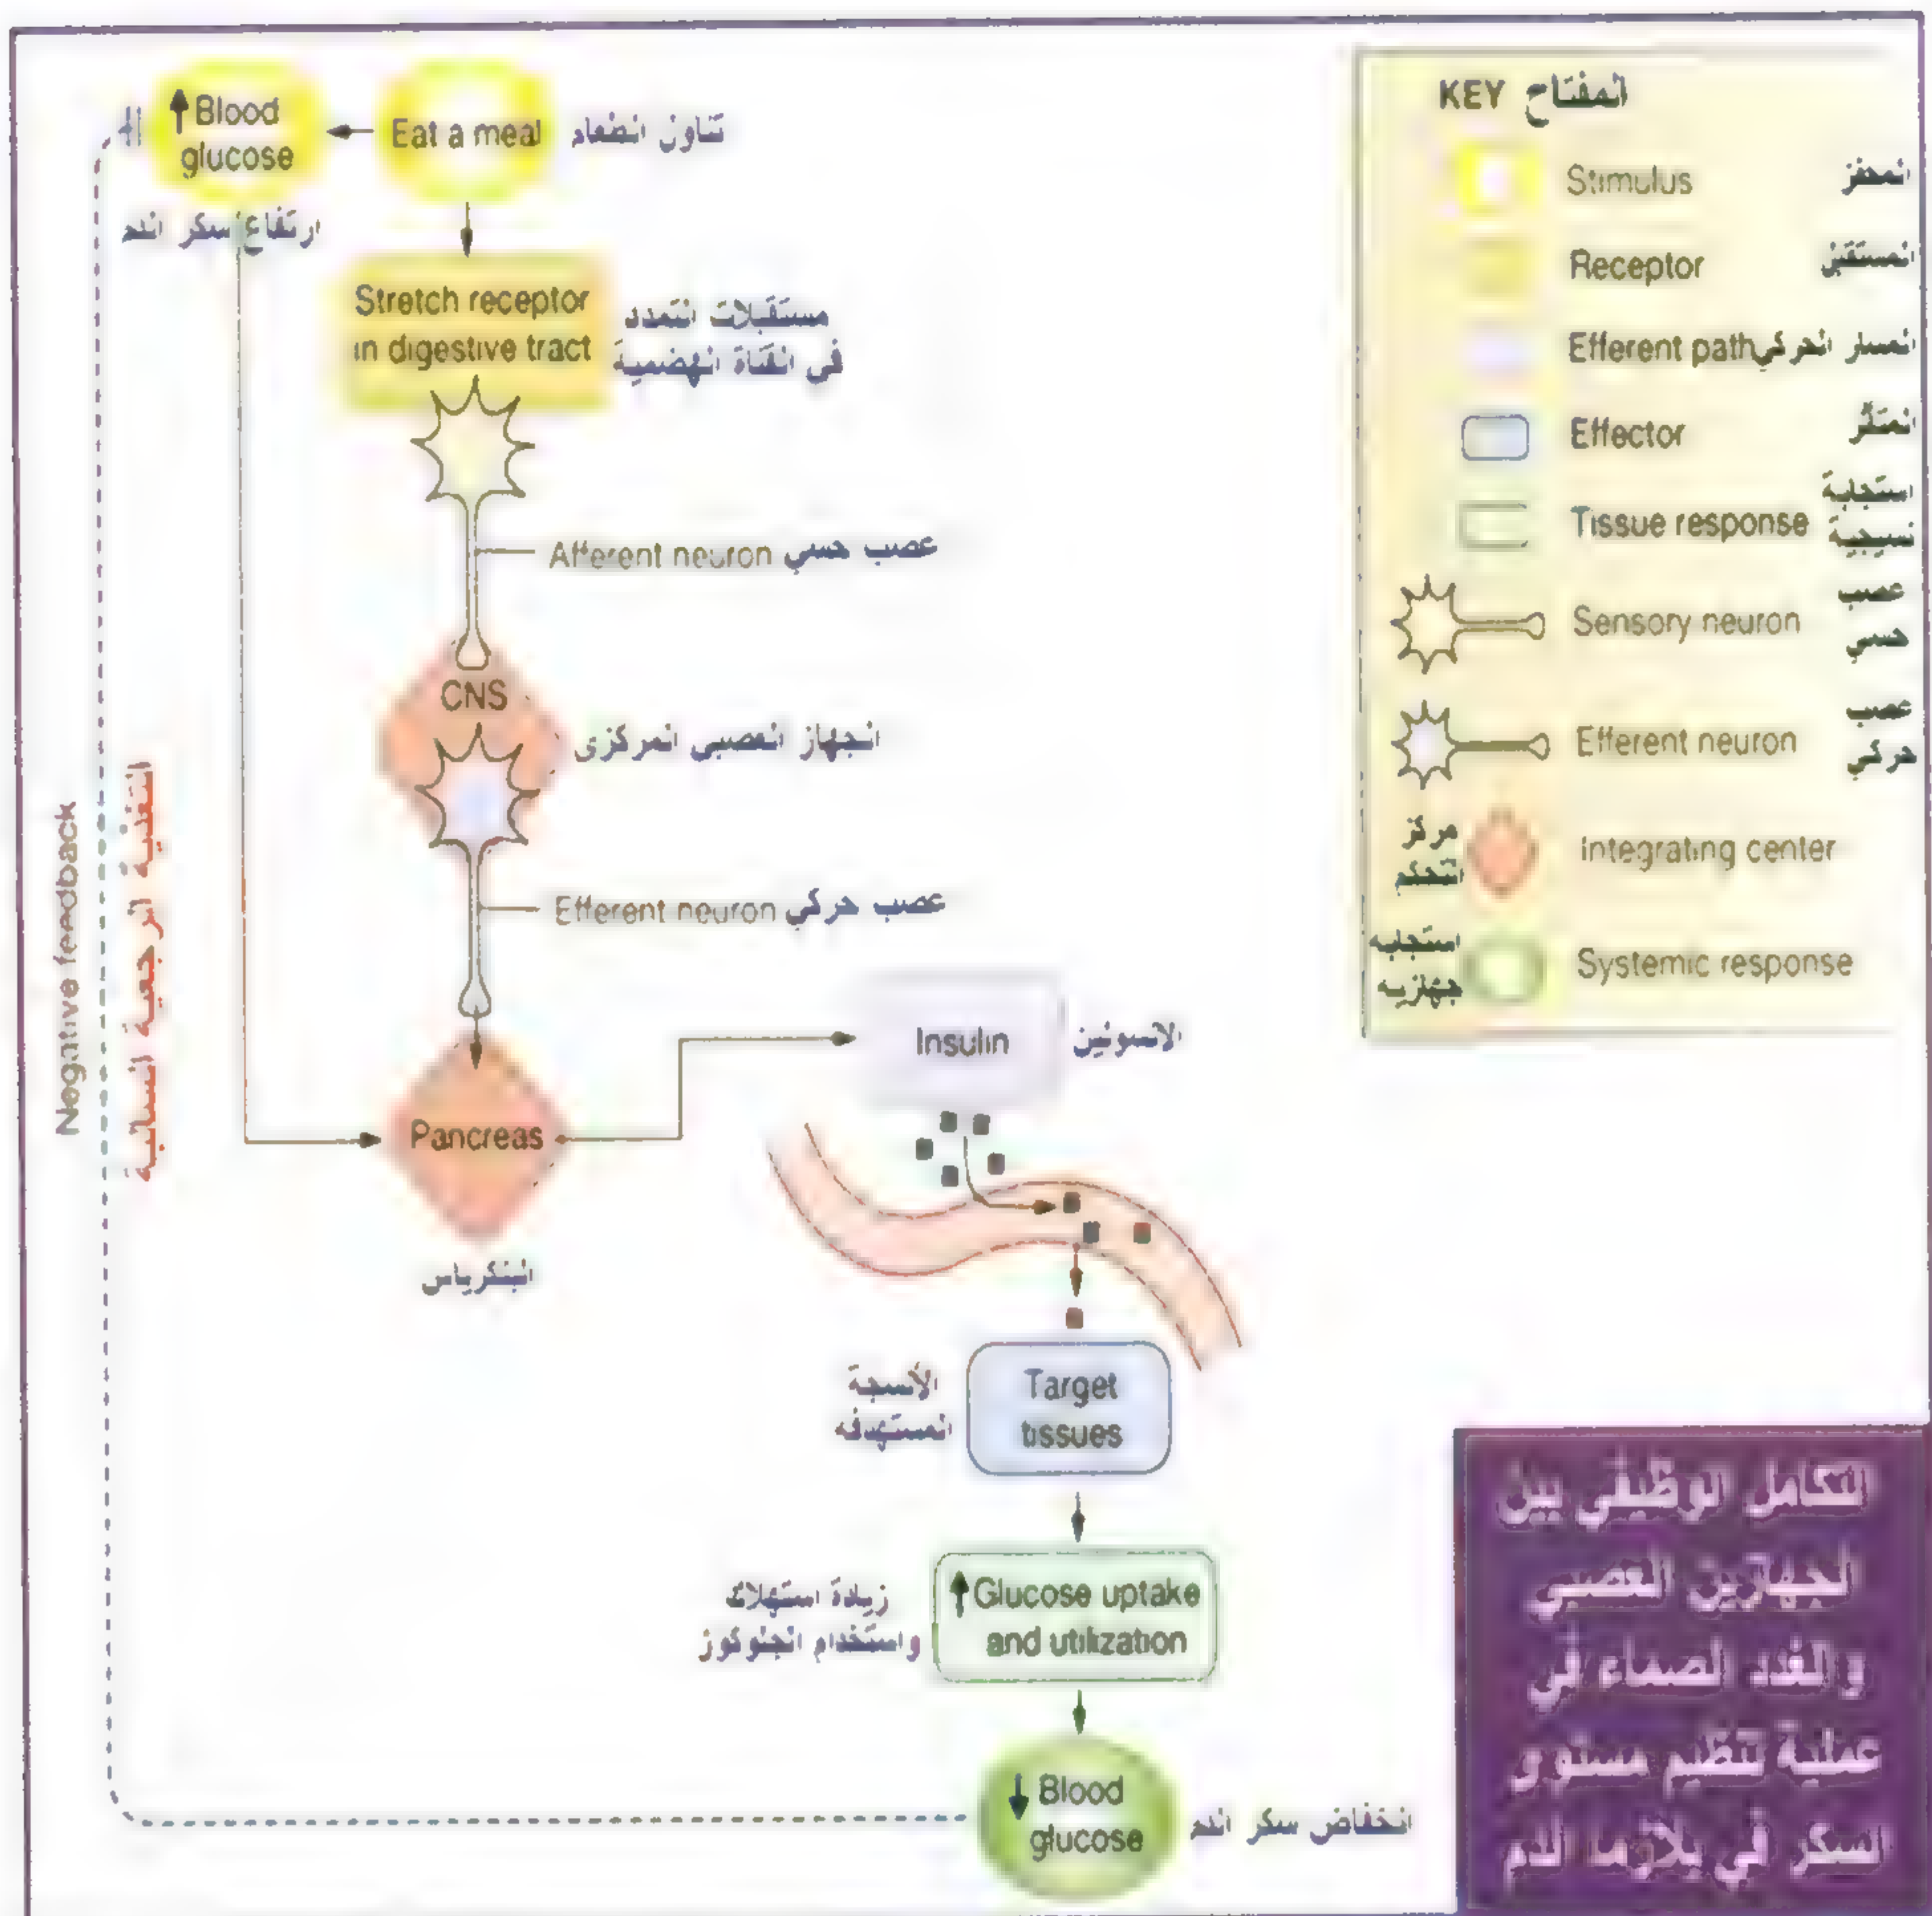 ↑ Blood
glucose
Eat a meal تناول الطعام
ارتفاع سكر الدم
Stretch receptor
in digestive tract
مستقبلات التمدد
في القناة الهضمية
Afferent neuron عصب حسي
CNS
الجهاز العصبي المركزى
Efferent neuron عصب حركي
Pancreas
البنكرياس
Insulin الانسولين
Target
tissues
الأنسجة
المستهدفه
↑ Glucose uptake
and utilization
زيادة استهلاك
واستخدام الجلوكوز
↓ Blood
glucose
انخفاض سكر الدم
Negative feedback
التغذية الرجعية السالبة
KEY المفتاح
Stimulus المحفز
Receptor المستقبل
Efferent path المسار الحركي
Effector المتأثر
Tissue response استجابة
نسيجية
Sensory neuron عصب
حسي
Efferent neuron عصب
حركي
Integrating center مركز
التحكم
Systemic response استجابه
جهازيه
التكامل الوظيفي بين
الجهازين العصبي
والغدد الصماء في
عملية تنظيم مستوى
السكر في بلازما الدم